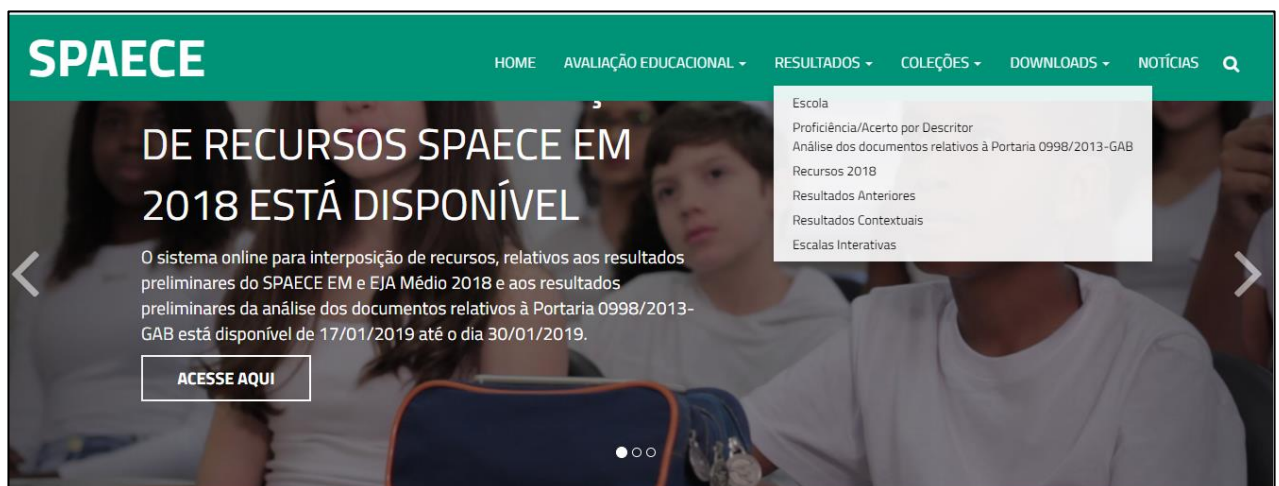 SPAECE
HOME
AVALIAÇÃO EDUCACIONAL
RESULTADOS
COLEÇÕES
DOWNLOADS
NOTÍCIAS
Escola
Proficiência/Acerto por Descritor
Análise dos documentos relativos à Portaria 0998/2013-GAB
Recursos 2018
Resultados Anteriores
Resultados Contextuais
Escalas Interativas
DE RECURSOS SPAECE EM
2018 ESTÁ DISPONÍVEL
O sistema online para interposição de recursos, relativos aos resultados
preliminares do SPAECE EM e EJA Médio 2018 e aos resultados
preliminares da análise dos documentos relativos à Portaria 0998/2013-
GAB está disponível de 17/01/2019 até o dia 30/01/2019.
ACESSE AQUI